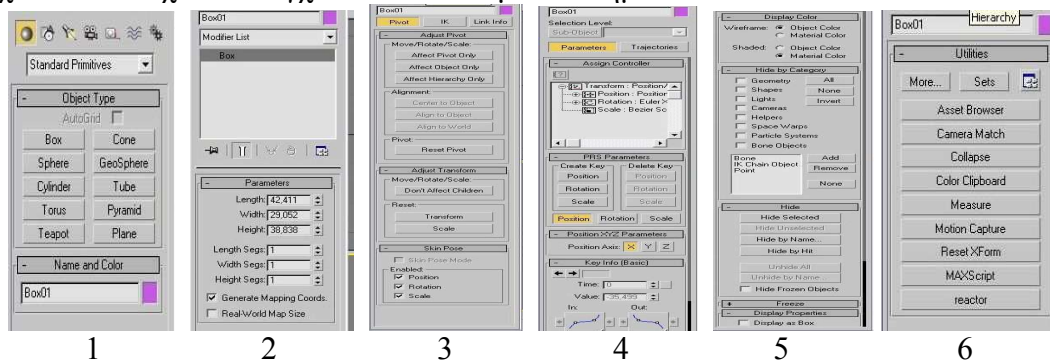 Standard Primitives
- Object Type
AutoGrid
Box Cone
Sphere GeoSphere
Cylinder Tube
Torus Pyramid
Teapot Plane
- Name and Color
Box01
1
Box01
Modifier List
Box
- Parameters
Length: 42,411
Width: 29,052
Height: 38,838
Length Segs: 1
Width Segs: 1
Height Segs: 1
Generate Mapping Coords.
Real-World Map Size
2
Box01
Pivot IK Link Info
- Adjust Pivot
Move/Rotate/Scale:
Affect Pivot Only
Affect Object Only
Affect Hierarchy Only
Alignment:
Center to Object
Align to Object
Align to World
Pivot:
Reset Pivot
- Adjust Transform
Move/Rotate/Scale:
Don't Affect Children
Reset:
Transform
Scale
- Skin Pose
Skin Pose Mode
Enabled:
Position
Rotation
Scale
3
Box01
Selection Level:
Sub-Object
Parameters Trajectories
- Assign Controller
Transform : Position/
Position : Position
Rotation : Euler X
Scale : Bezier Sc
- PRS Parameters
Create Key Delete Key
Position Position
Rotation Rotation
Scale Scale
Position Rotation Scale
- Position XYZ Parameters
Position Axis: X Y Z
- Key Info (Basic)
Time: 0
Value: -35,499
In: Out:
4
- Display Color
Wireframe: Object Color
Material Color
Shaded: Object Color
Material Color
- Hide by Category
Geometry All
Shapes None
Lights Invert
Cameras
Helpers
Space Warps
Particle Systems
Bone Objects
Bone Add
IK Chain Object Remove
Point
None
- Hide
Hide Selected
Hide Unselected
Hide by Name...
Hide by Hit
Unhide All
Unhide by Name...
Hide Frozen Objects
+ Freeze
- Display Properties
Display as Box
5
Box01 Hierarchy
- Utilities
More... Sets
Asset Browser
Camera Match
Collapse
Color Clipboard
Measure
Motion Capture
Reset XForm
MAXScript
reactor
6